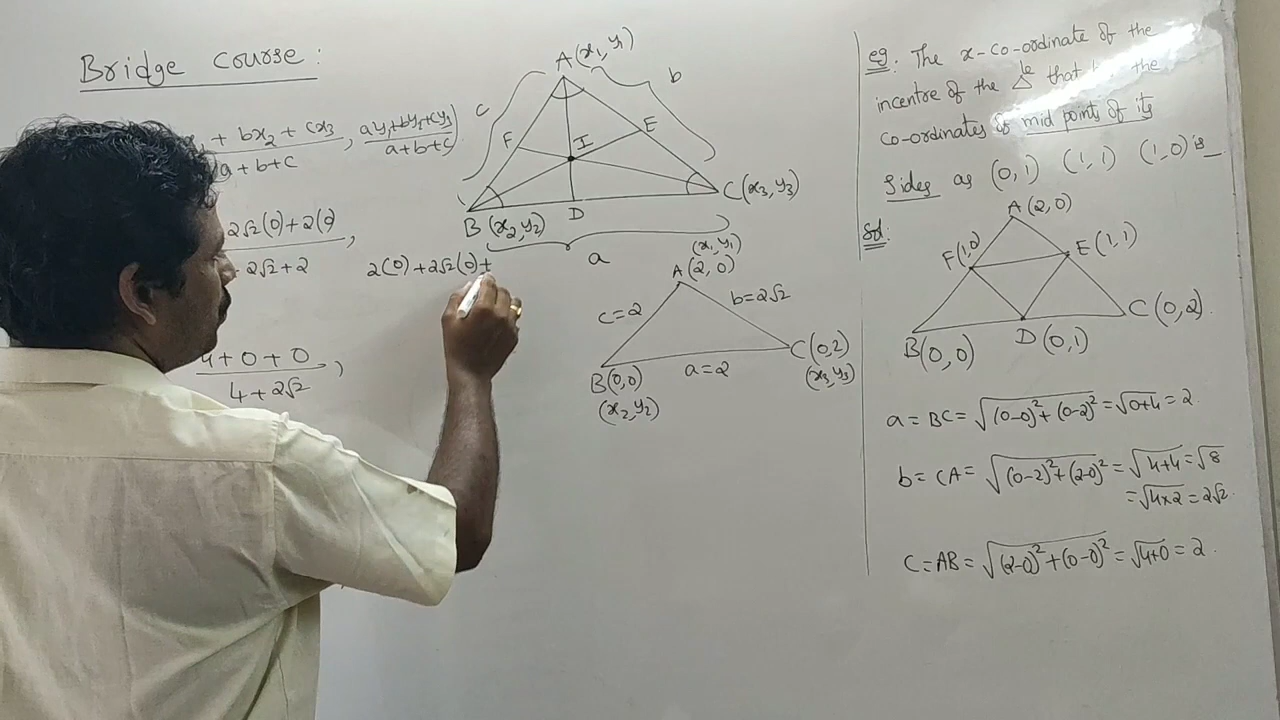 Bridge Course :
+ bx₂ + cx₃ / a+b+c , ay₁+by₂+cy₃ / a+b+c
2√2(0)+2(0) / 2√2+2 ,
2(0)+2√2(0)+
4+0+0 / 4+2√2 ,
A(x₁, y₁)
c
b
F
E
I
B (x₂, y₂)
D
C(x₃, y₃)
a
(x₁, y₁)
A(2, 0)
c=2
b=2√2
B(0,0)
(x₂, y₂)
a=2
C(0,2)
(x₃, y₃)
eg. The x-co-ordinate of the
incentre of the △le that the
co-ordinates of mid points of its
Sides as (0,1) (1,1) (1,0) is _
Sol:
A(2,0)
F(1,0)
E(1,1)
B(0,0)
D(0,1)
C(0,2).
a = BC = √(0-0)²+(0-2)² = √0+4 = 2.
b = CA = √(0-2)²+(2-0)² = √4+4 = √8
= √4×2 = 2√2.
C = AB = √(2-0)²+(0-0)² = √4+0 = 2.